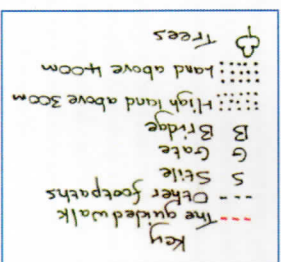 Key
The guided walk
Other footpaths
S Stile
G Gate
B Bridge
High land above 300m
Land above 400m
Trees